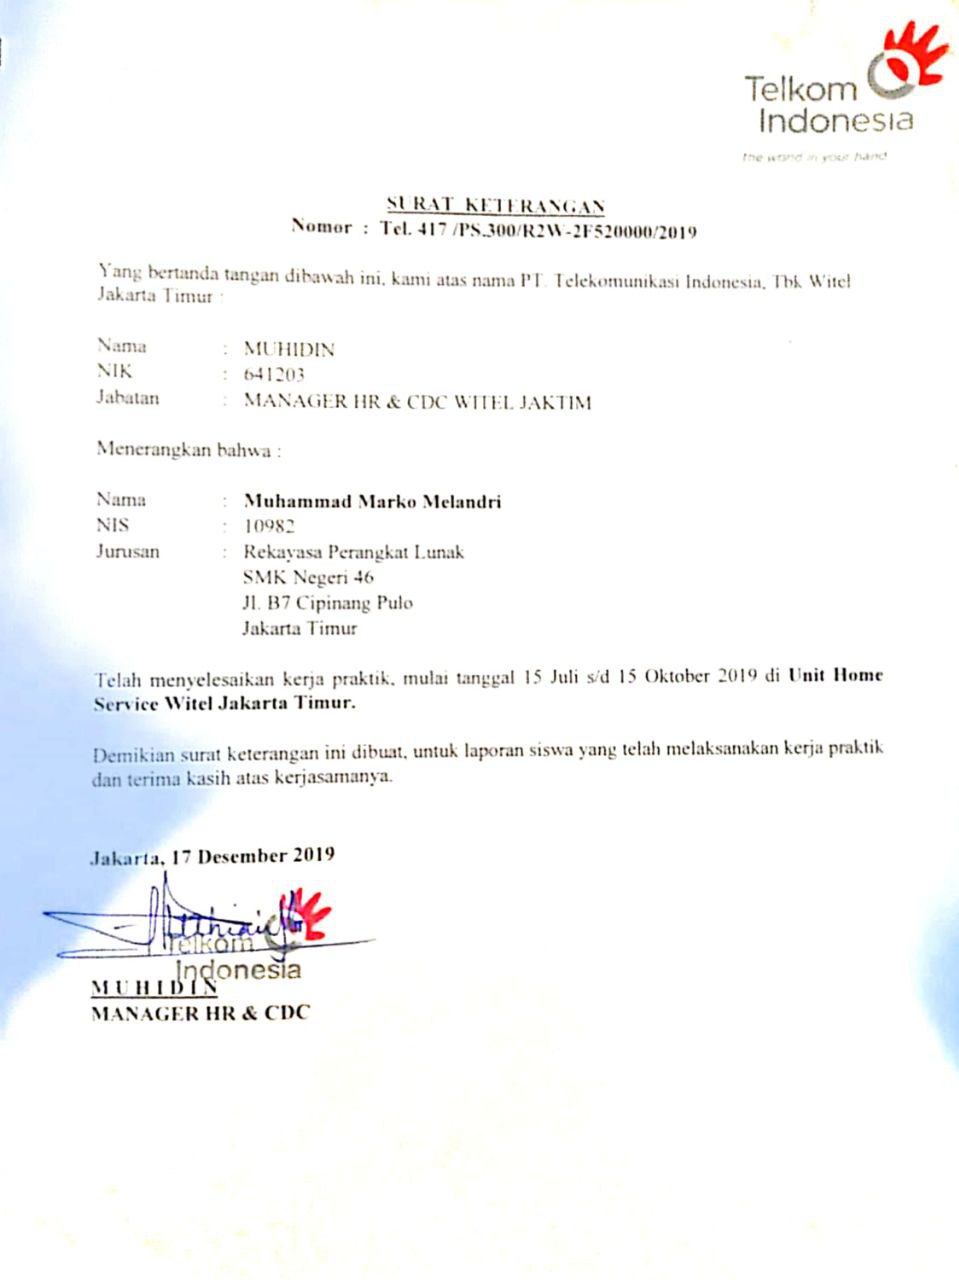 Telkom
Indonesia
the world in your hand
SURAT KETERANGAN
Nomor : Tel. 417 /PS.300/R2W-2F520000/2019
Yang bertanda tangan dibawah ini, kami atas nama PT. Telekomunikasi Indonesia, Tbk Witel
Jakarta Timur :
Nama : MUHIDIN
NIK : 641203
Jabatan : MANAGER HR & CDC WITEL JAKTIM
Menerangkan bahwa :
Nama : Muhammad Marko Melandri
NIS : 10982
Jurusan : Rekayasa Perangkat Lunak
SMK Negeri 46
Jl. B7 Cipinang Pulo
Jakarta Timur
Telah menyelesaikan kerja praktik, mulai tanggal 15 Juli s/d 15 Oktober 2019 di Unit Home
Service Witel Jakarta Timur.
Demikian surat keterangan ini dibuat, untuk laporan siswa yang telah melaksanakan kerja praktik
dan terima kasih atas kerjasamanya.
Jakarta, 17 Desember 2019
Telkom
Indonesia
MUHIDIN
MANAGER HR & CDC